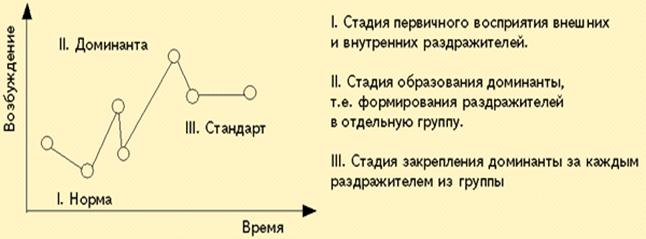 Возбуждение
II. Доминанта
III. Стандарт
I. Норма
Время
I. Стадия первичного восприятия внешних
и внутренних раздражителей.
II. Стадия образования доминанты,
т.е. формирования раздражителей
в отдельную группу.
III. Стадия закрепления доминанты за каждым
раздражителем из группы